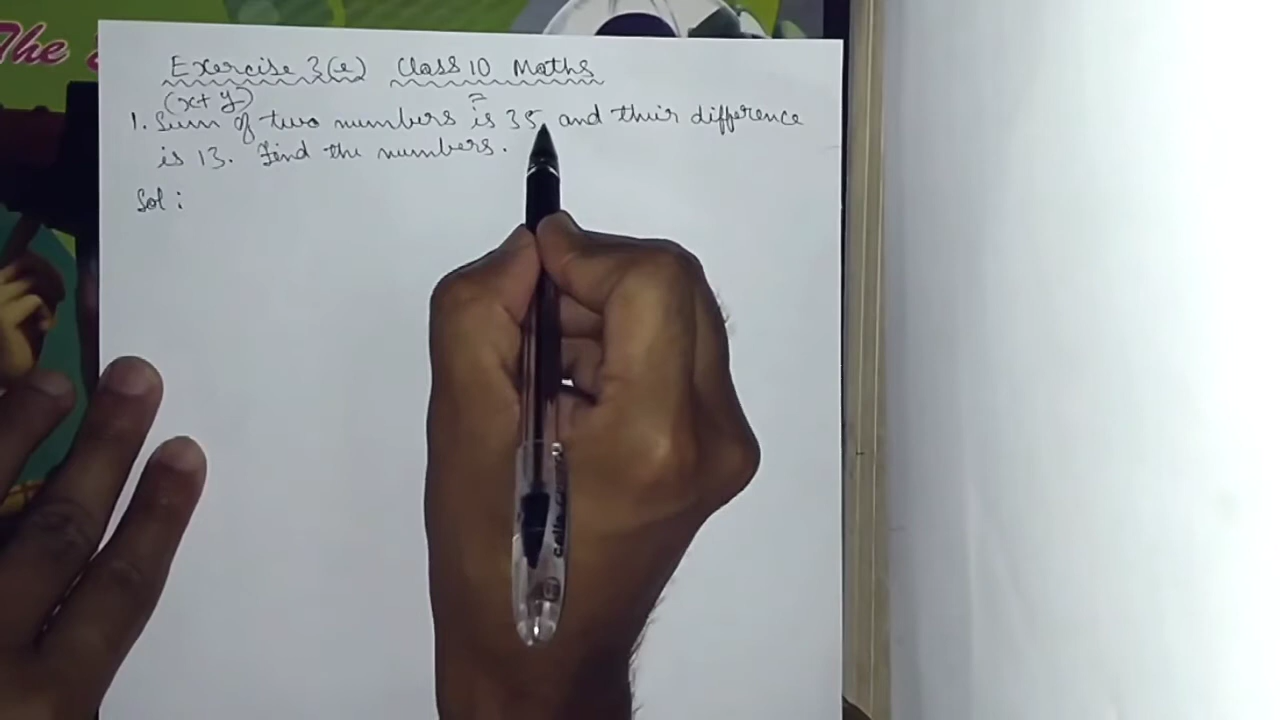 The
Exercise 3(e) Class 10 Maths
(x+y) =
1. Sum of two numbers is 35 and their difference
is 13. Find the numbers.
Sol :